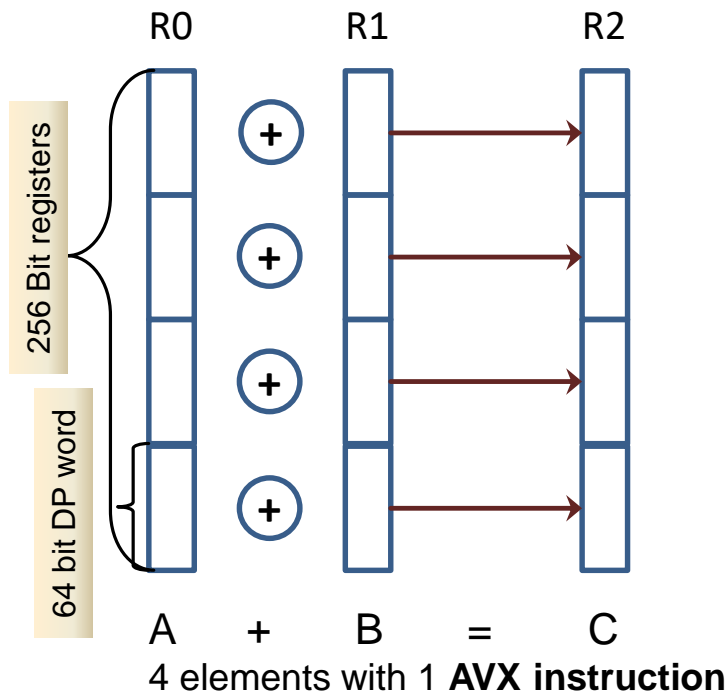 R0 R1 R2
256 Bit registers
64 bit DP word
+
+
+
+
A + B = C
4 elements with 1 AVX instruction